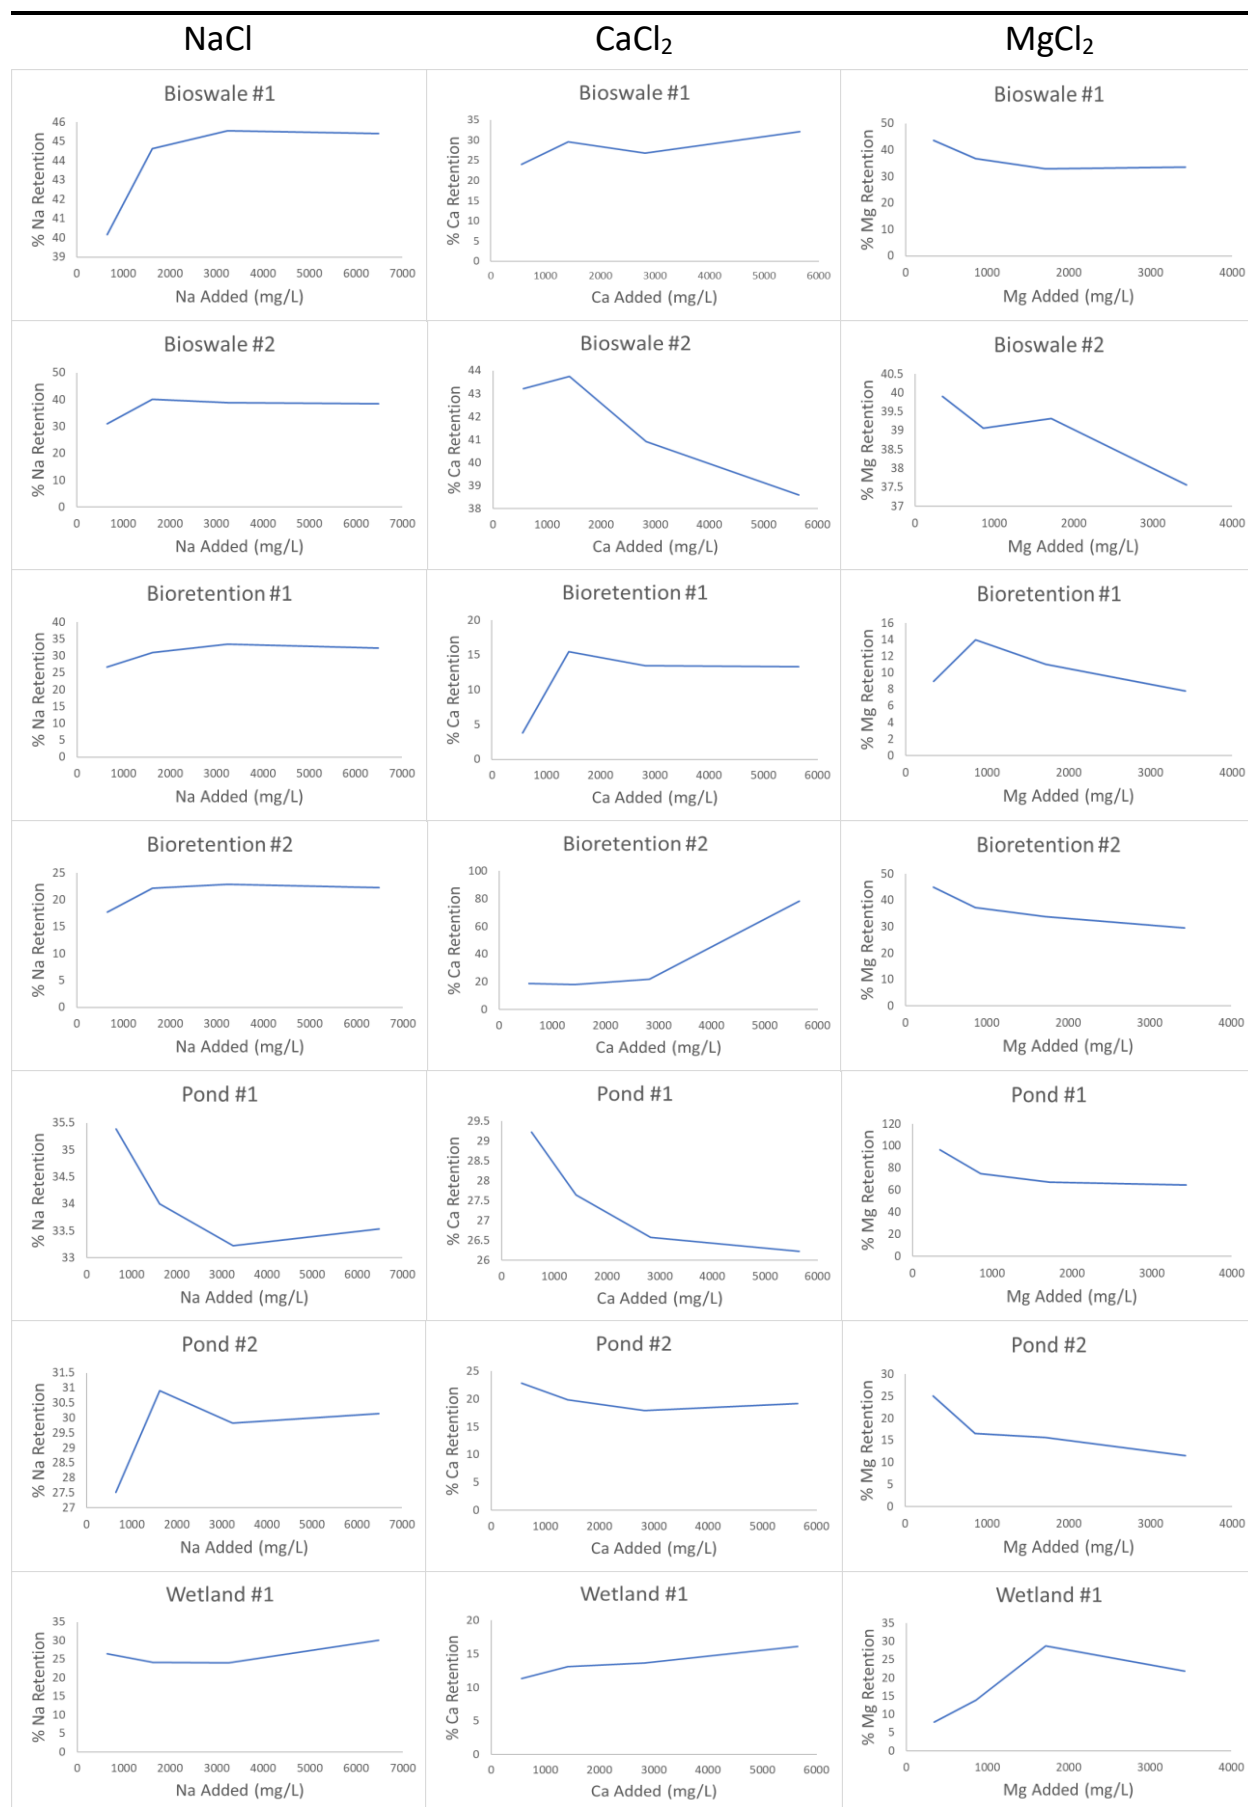 NaCl
CaCl₂
MgCl₂
Bioswale #1
% Na Retention
46
45
44
43
42
41
40
39
0 1000 2000 3000 4000 5000 6000 7000
Na Added (mg/L)
Bioswale #1
% Ca Retention
35
30
25
20
15
10
5
0
0 1000 2000 3000 4000 5000 6000
Ca Added (mg/L)
Bioswale #1
% Mg Retention
50
40
30
20
10
0
0 1000 2000 3000 4000
Mg Added (mg/L)
Bioswale #2
% Na Retention
50
40
30
20
10
0
0 1000 2000 3000 4000 5000 6000 7000
Na Added (mg/L)
Bioswale #2
% Ca Retention
44
43
42
41
40
39
38
0 1000 2000 3000 4000 5000 6000
Ca Added (mg/L)
Bioswale #2
% Mg Retention
40.5
40
39.5
39
38.5
38
37.5
37
0 1000 2000 3000 4000
Mg Added (mg/L)
Bioretention #1
% Na Retention
40
35
30
25
20
15
10
5
0
0 1000 2000 3000 4000 5000 6000 7000
Na Added (mg/L)
Bioretention #1
% Ca Retention
20
15
10
5
0
0 1000 2000 3000 4000 5000 6000
Ca Added (mg/L)
Bioretention #1
% Mg Retention
16
14
12
10
8
6
4
2
0
0 1000 2000 3000 4000
Mg Added (mg/L)
Bioretention #2
% Na Retention
25
20
15
10
5
0
0 1000 2000 3000 4000 5000 6000 7000
Na Added (mg/L)
Bioretention #2
% Ca Retention
100
80
60
40
20
0
0 1000 2000 3000 4000 5000 6000
Ca Added (mg/L)
Bioretention #2
% Mg Retention
50
40
30
20
10
0
0 1000 2000 3000 4000
Mg Added (mg/L)
Pond #1
% Na Retention
35.5
35
34.5
34
33.5
33
0 1000 2000 3000 4000 5000 6000 7000
Na Added (mg/L)
Pond #1
% Ca Retention
29.5
29
28.5
28
27.5
27
26.5
26
0 1000 2000 3000 4000 5000 6000
Ca Added (mg/L)
Pond #1
% Mg Retention
120
100
80
60
40
20
0
0 1000 2000 3000 4000
Mg Added (mg/L)
Pond #2
% Na Retention
31.5
31
30.5
30
29.5
29
28.5
28
27.5
27
0 1000 2000 3000 4000 5000 6000 7000
Na Added (mg/L)
Pond #2
% Ca Retention
25
20
15
10
5
0
0 1000 2000 3000 4000 5000 6000
Ca Added (mg/L)
Pond #2
% Mg Retention
30
25
20
15
10
5
0
0 1000 2000 3000 4000
Mg Added (mg/L)
Wetland #1
% Na Retention
35
30
25
20
15
10
5
0
0 1000 2000 3000 4000 5000 6000 7000
Na Added (mg/L)
Wetland #1
% Ca Retention
20
15
10
5
0
0 1000 2000 3000 4000 5000 6000
Ca Added (mg/L)
Wetland #1
% Mg Retention
35
30
25
20
15
10
5
0
0 1000 2000 3000 4000
Mg Added (mg/L)